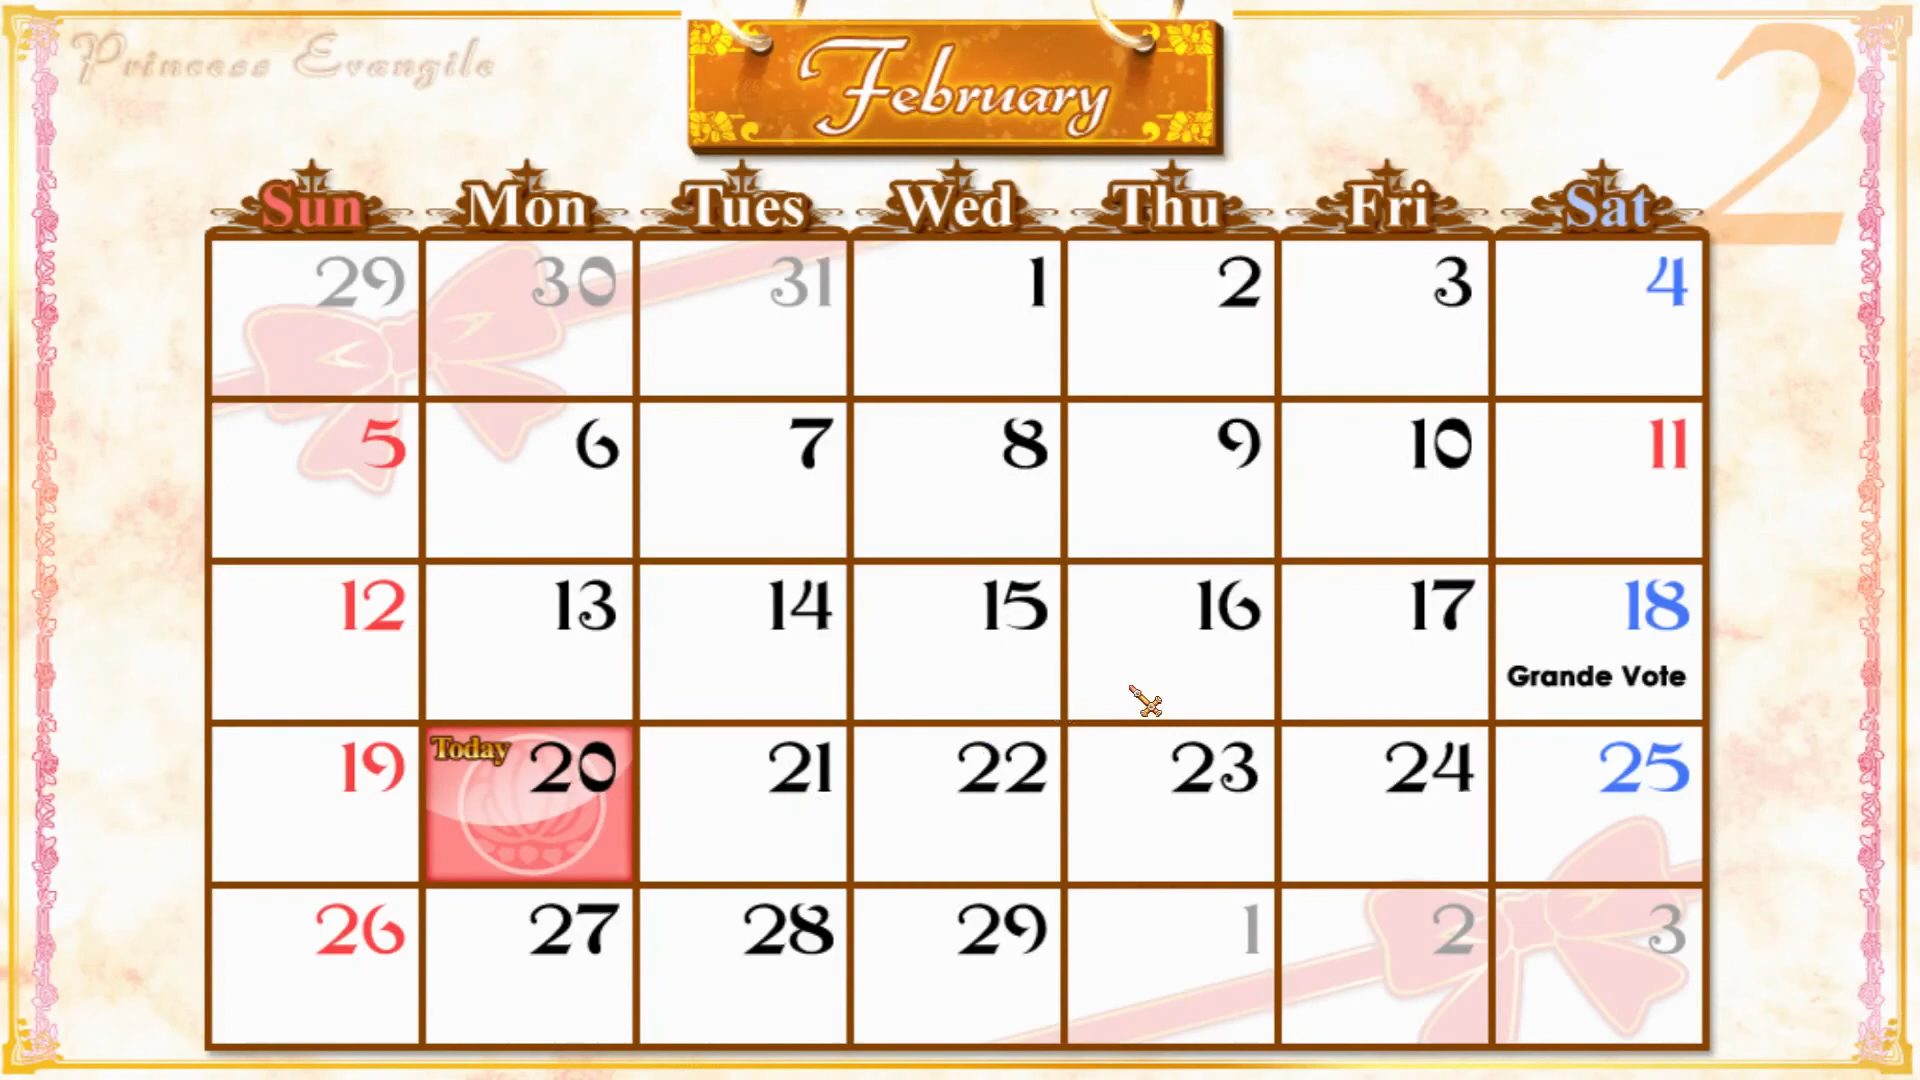 Princess Evangile
February
2
Sun Mon Tues Wed Thu Fri Sat
29 30 31 1 2 3 4
5 6 7 8 9 10 11
12 13 14 15 16 17 18
Grande Vote
19 Today 20 21 22 23 24 25
26 27 28 29 1 2 3